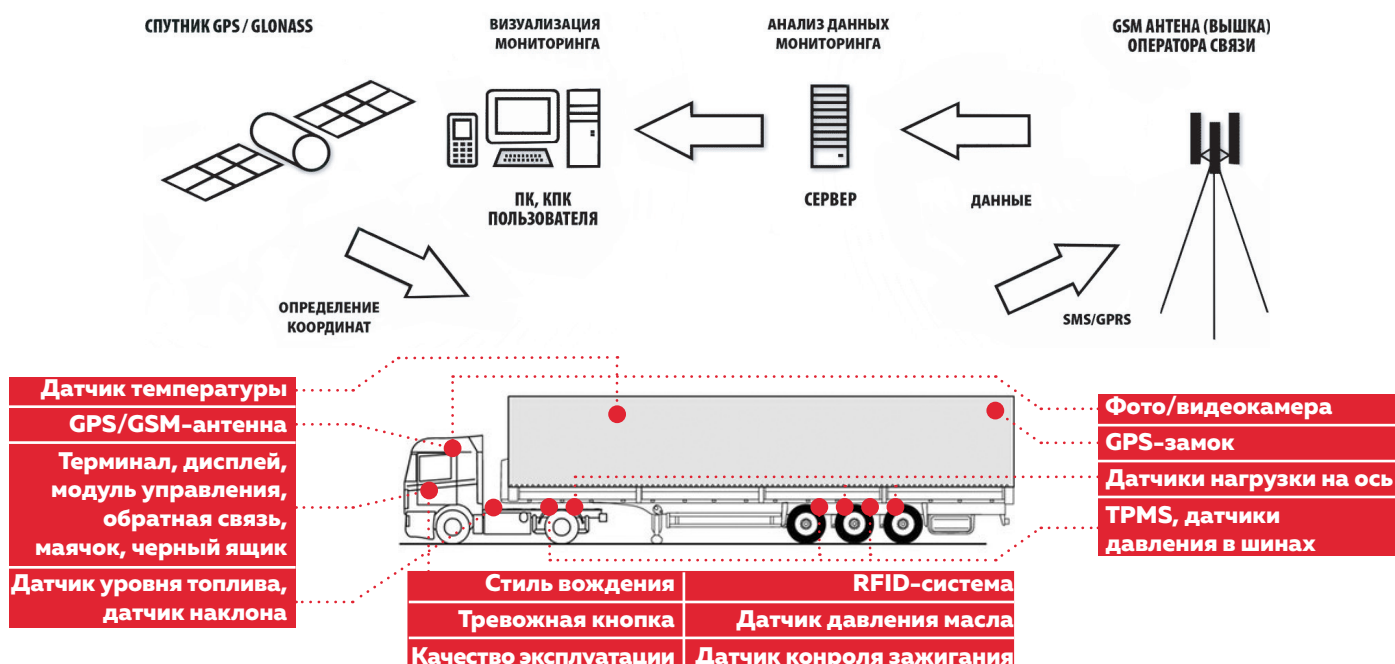 СПУТНИК GPS / GLONASS
ВИЗУАЛИЗАЦИЯ
МОНИТОРИНГА
АНАЛИЗ ДАННЫХ
МОНИТОРИНГА
GSM АНТЕНА (ВЫШКА)
ОПЕРАТОРА СВЯЗИ
ПК, КПК
ПОЛЬЗОВАТЕЛЯ
СЕРВЕР
ДАННЫЕ
ОПРЕДЕЛЕНИЕ
КООРДИНАТ
SMS/GPRS
Датчик температуры
GPS/GSM-антенна
Терминал, дисплей,
модуль управления,
обратная связь,
маячок, черный ящик
Датчик уровня топлива,
датчик наклона
Фото/видеокамера
GPS-замок
Датчики нагрузки на ось
TPMS, датчики
давления в шинах
Стиль вождения
RFID-система
Тревожная кнопка
Датчик давления масла
Качество эксплуатации
Датчик конроля зажигания